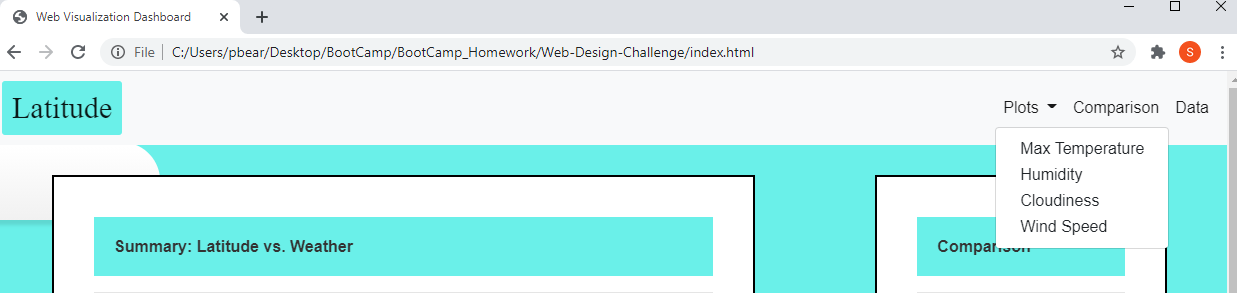 Web Visualization Dashboard
File | C:/Users/pbear/Desktop/BootCamp/BootCamp_Homework/Web-Design-Challenge/index.html
S
Latitude
Plots Comparison Data
Max Temperature
Humidity
Cloudiness
Wind Speed
Summary: Latitude vs. Weather
Comparison